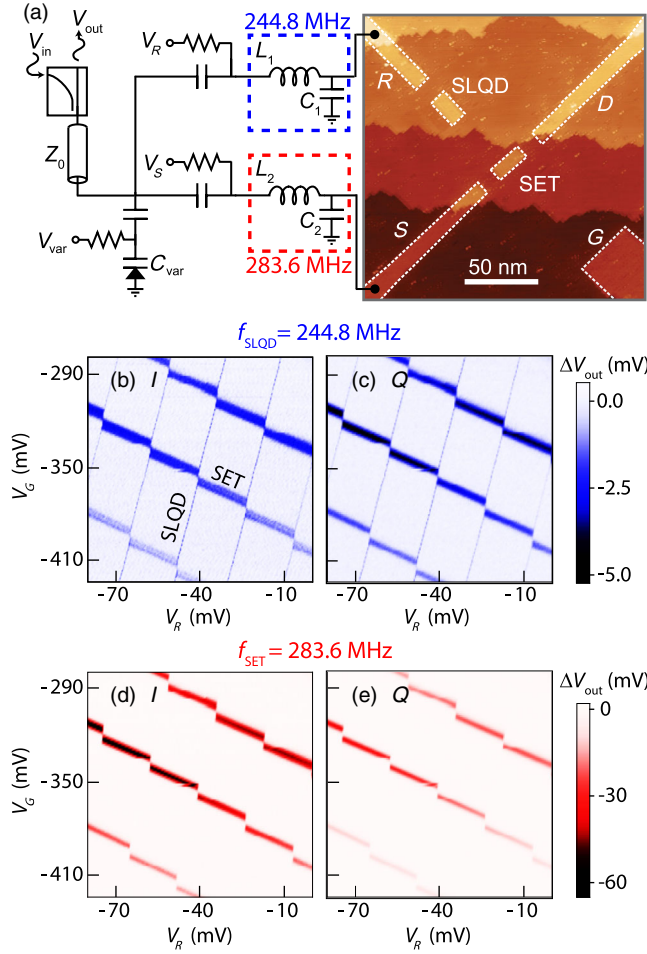 (a)
V_in
V_out
Z_0
V_var
C_var
V_R
V_S
244.8 MHz
L_1
C_1
L_2
C_2
283.6 MHz
R
SLQD
D
SET
S
G
50 nm
f_SLQD = 244.8 MHz
(b) I
(c) Q
ΔV_out (mV)
V_G (mV)
-290
-350
-410
SET
SLQD
0.0
-2.5
-5.0
-70 -40 -10
-70 -40 -10
V_R (mV)
V_R (mV)
f_SET = 283.6 MHz
(d) I
(e) Q
ΔV_out (mV)
V_G (mV)
-290
-350
-410
0
-30
-60
-70 -40 -10
-70 -40 -10
V_R (mV)
V_R (mV)